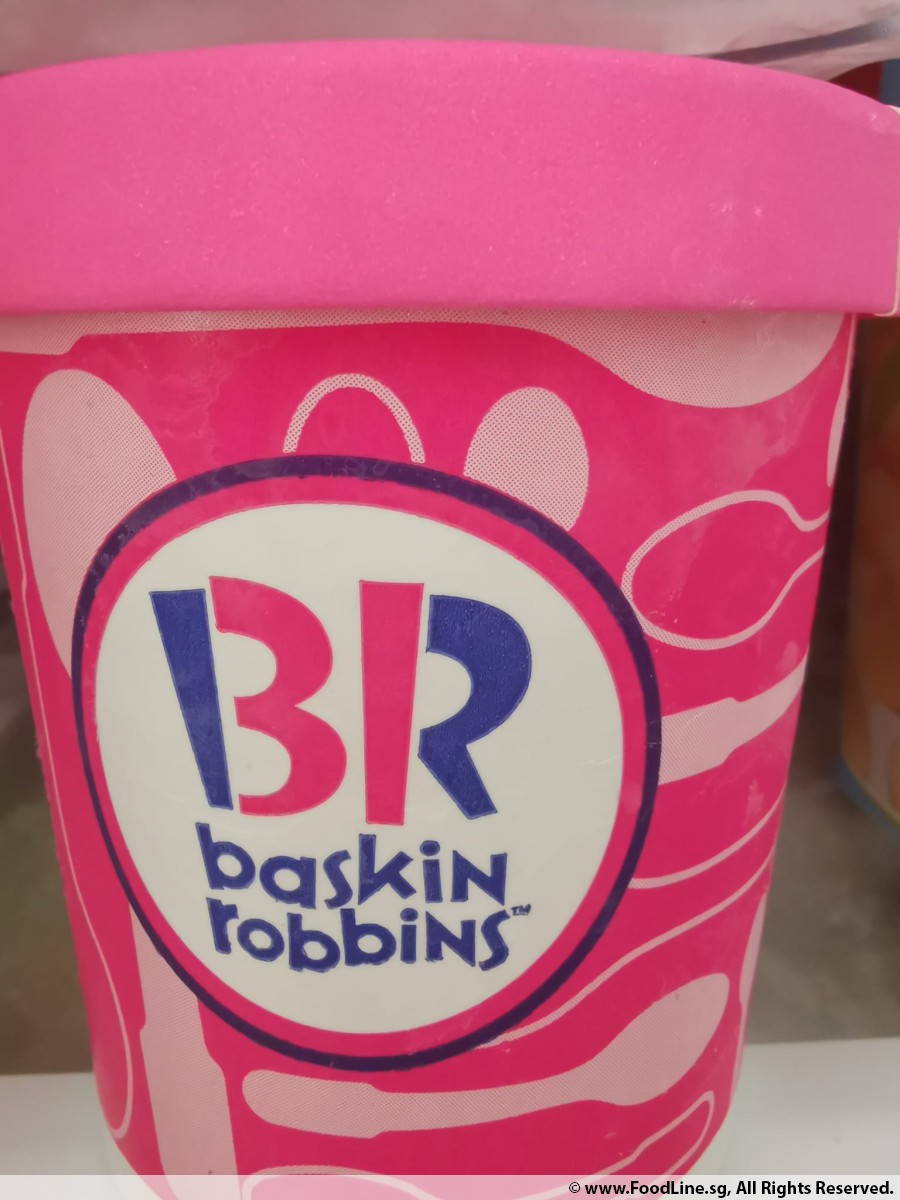 BR
baskin
robbins™
© www.FoodLine.sg, All Rights Reserved.